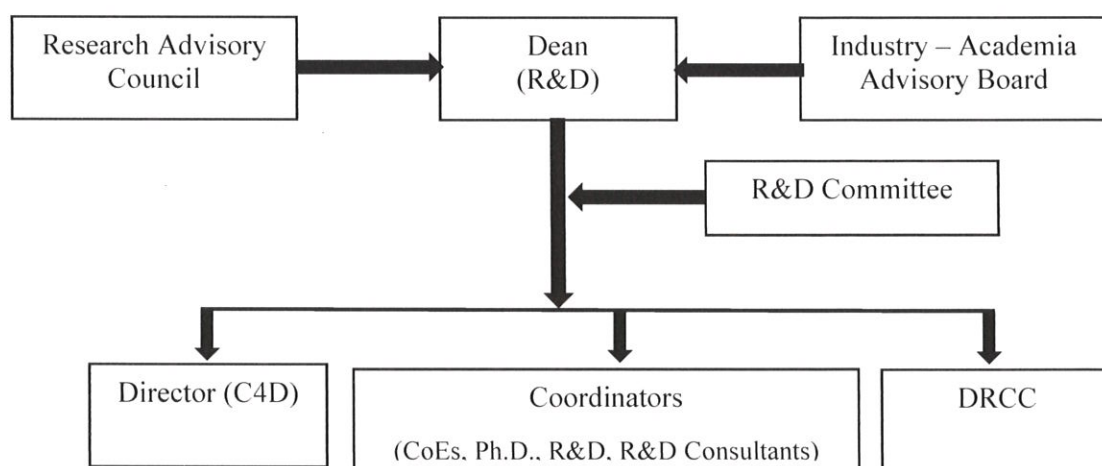 Research Advisory
Council
Dean
(R&D)
Industry – Academia
Advisory Board
R&D Committee
Director (C4D)
Coordinators
(CoEs, Ph.D., R&D, R&D Consultants)
DRCC